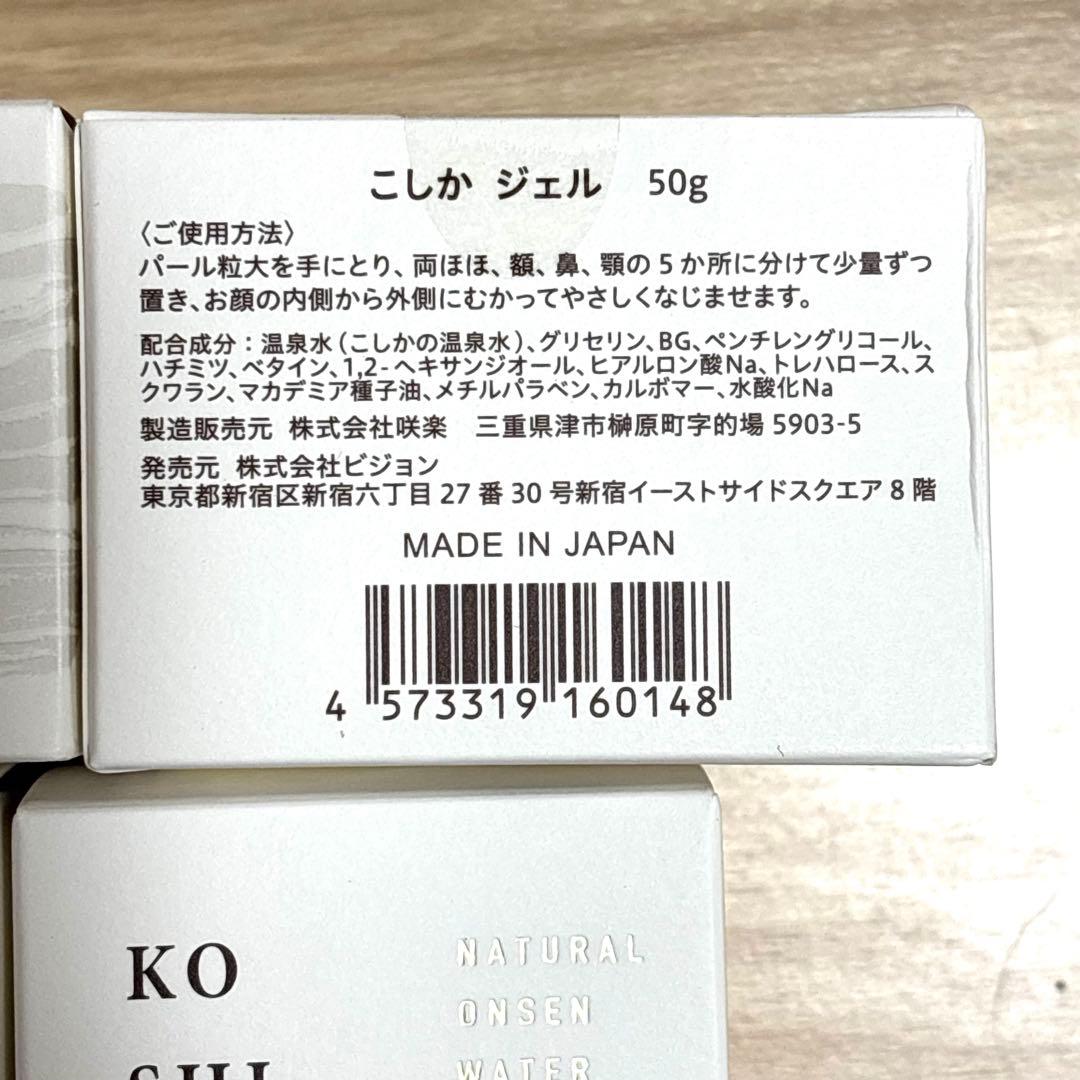 こしか ジェル 50g
〈ご使用方法〉
パール粒大を手にとり、両ほほ、額、鼻、顎の5か所に分けて少量ずつ
置き、お顔の内側から外側にむかってやさしくなじませます。
配合成分：温泉水（こしかの温泉水）、グリセリン、BG、ペンチレングリコール、
ハチミツ、ベタイン、1,2-ヘキサンジオール、ヒアルロン酸Na、トレハロース、ス
クワラン、マカデミア種子油、メチルパラベン、カルボマー、水酸化Na
製造販売元 株式会社咲楽 三重県津市榊原町字的場5903-5
発売元 株式会社ビジョン
東京都新宿区新宿六丁目27番30号新宿イーストサイドスクエア8階
MADE IN JAPAN
4 573319 160148
KO
SHI
NATURAL
ONSEN
WATER